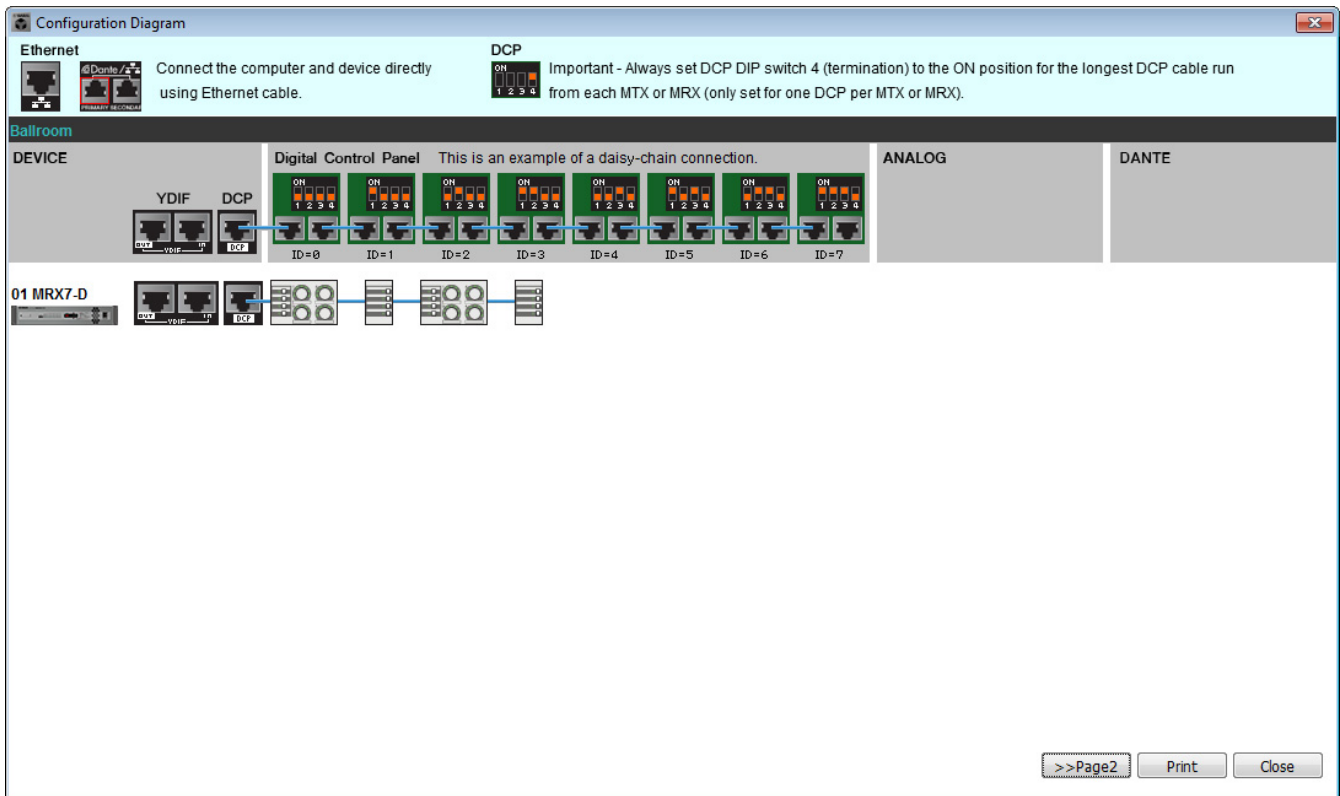 Configuration Diagram
Ethernet
Dante /
PRIMARY SECONDAR
Connect the computer and device directly
using Ethernet cable.
DCP
ON
1 2 3 4
Important - Always set DCP DIP switch 4 (termination) to the ON position for the longest DCP cable run
from each MTX or MRX (only set for one DCP per MTX or MRX).
Ballroom
DEVICE
Digital Control Panel This is an example of a daisy-chain connection.
ANALOG
DANTE
YDIF DCP
ON ON ON ON ON ON ON ON
1 2 3 4 1 2 3 4 1 2 3 4 1 2 3 4 1 2 3 4 1 2 3 4 1 2 3 4 1 2 3 4
OUT YDIF IN DCP
ID=0 ID=1 ID=2 ID=3 ID=4 ID=5 ID=6 ID=7
01 MRX7-D
OUT YDIF IN DCP
>>Page2 Print Close